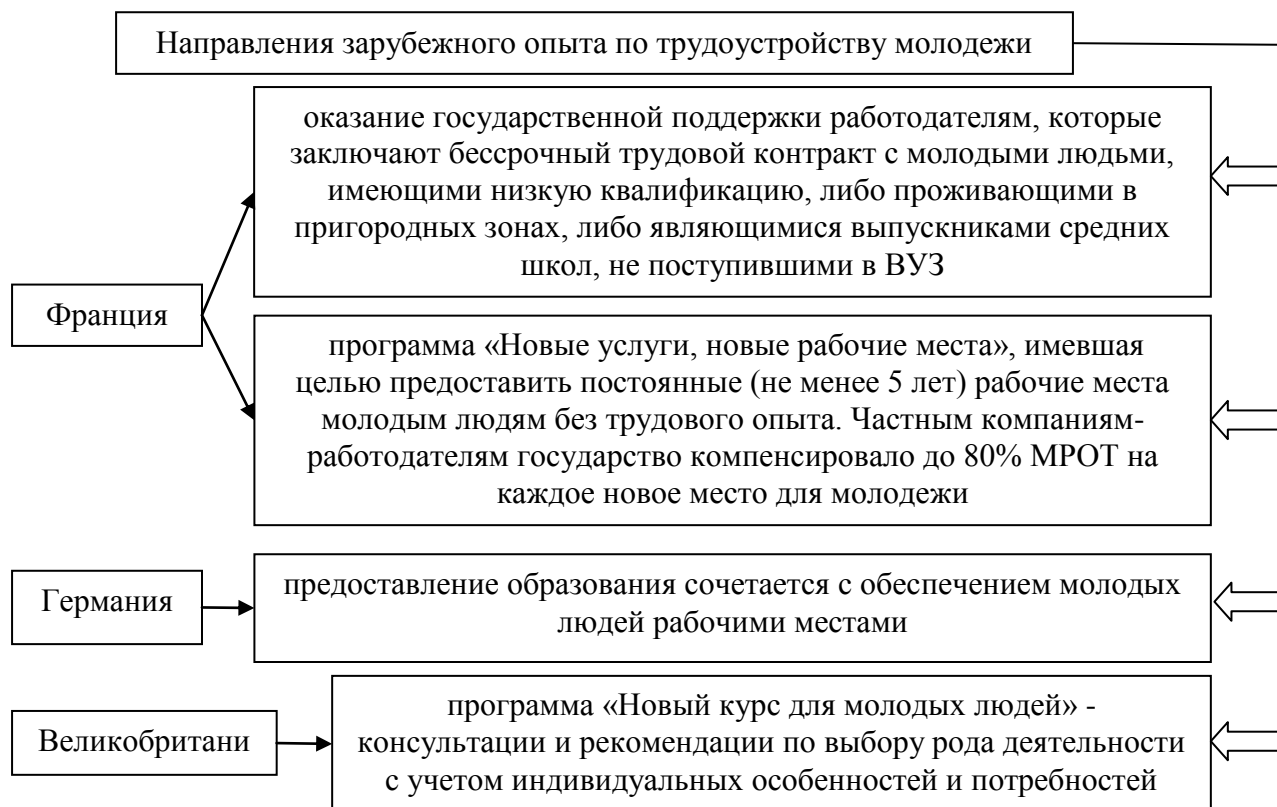 Направления зарубежного опыта по трудоустройству молодежи
оказание государственной поддержки работодателям, которые
заключают бессрочный трудовой контракт с молодыми людьми,
имеющими низкую квалификацию, либо проживающими в
пригородных зонах, либо являющимися выпускниками средних
школ, не поступившими в ВУЗ
Франция
программа «Новые услуги, новые рабочие места», имевшая
целью предоставить постоянные (не менее 5 лет) рабочие места
молодым людям без трудового опыта. Частным компаниям-
работодателям государство компенсировало до 80% МРОТ на
каждое новое место для молодежи
Германия
предоставление образования сочетается с обеспечением молодых
людей рабочими местами
Великобритани
программа «Новый курс для молодых людей» -
консультации и рекомендации по выбору рода деятельности
с учетом индивидуальных особенностей и потребностей